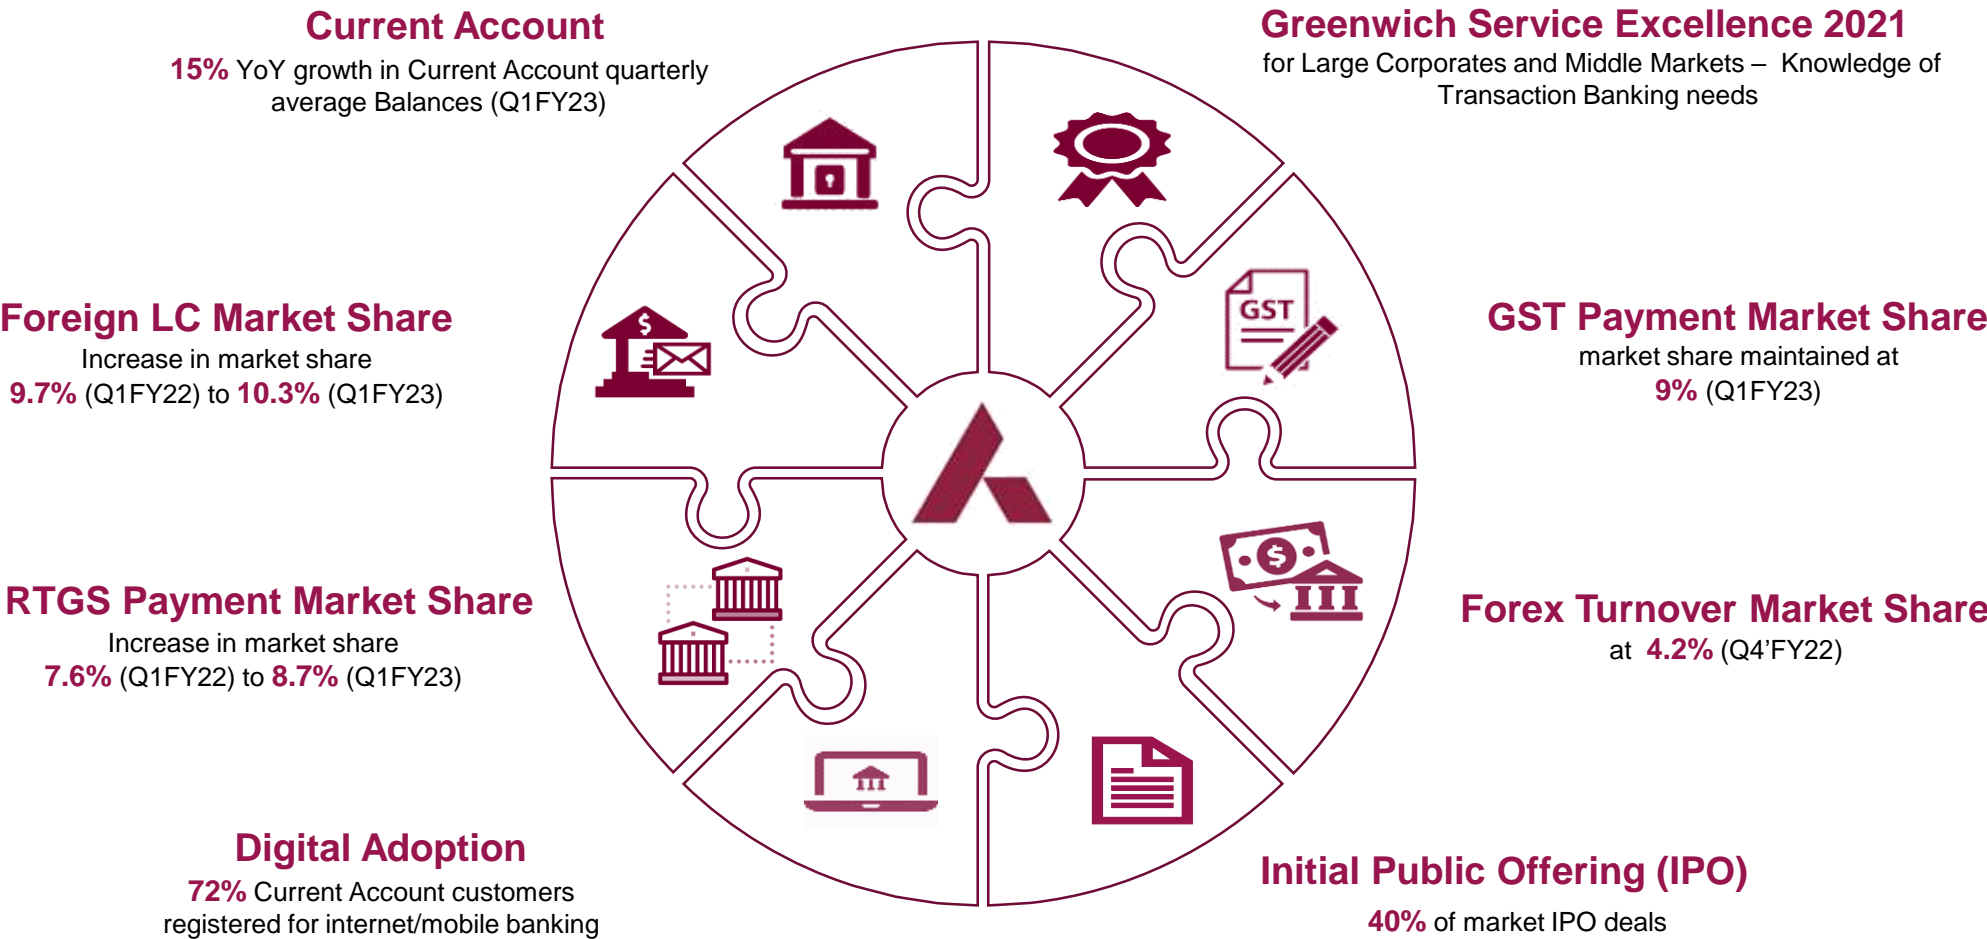 Current Account
15% YoY growth in Current Account quarterly
average Balances (Q1FY23)
Greenwich Service Excellence 2021
for Large Corporates and Middle Markets – Knowledge of
Transaction Banking needs
Foreign LC Market Share
Increase in market share
9.7% (Q1FY22) to 10.3% (Q1FY23)
$
GST
GST Payment Market Share
market share maintained at
9% (Q1FY23)
RTGS Payment Market Share
Increase in market share
7.6% (Q1FY22) to 8.7% (Q1FY23)
$
Forex Turnover Market Share
at 4.2% (Q4’FY22)
Digital Adoption
72% Current Account customers
registered for internet/mobile banking
Initial Public Offering (IPO)
40% of market IPO deals